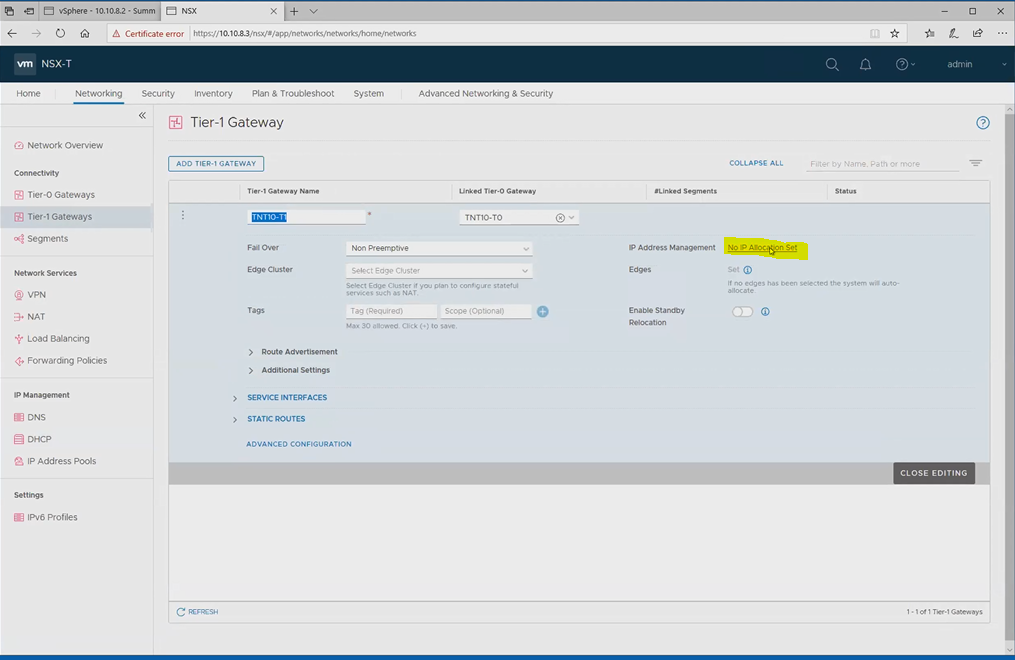 vSphere - 10.10.8.2 - Summ
NSX
Certificate error
https://10.10.8.3/nsx/#/app/networks/networks/home/networks
vm NSX-T
admin
Home Networking Security Inventory Plan & Troubleshoot System Advanced Networking & Security
Network Overview
Connectivity
Tier-0 Gateways
Tier-1 Gateways
Segments
Network Services
VPN
NAT
Load Balancing
Forwarding Policies
IP Management
DNS
DHCP
IP Address Pools
Settings
IPv6 Profiles
Tier-1 Gateway
ADD TIER-1 GATEWAY
COLLAPSE ALL
Filter by Name, Path or more
Tier-1 Gateway Name Linked Tier-0 Gateway #Linked Segments Status
TNT10-T1 * TNT10-T0
Fail Over Non Preemptive IP Address Management No IP Allocation Set
Edge Cluster Select Edge Cluster Edges Set
Select Edge Cluster if you plan to configure stateful
services such as NAT.
If no edges has been selected the system will auto-
allocate
Tags Tag (Required) Scope (Optional) Enable Standby
Relocation
Max 30 allowed. Click (+) to save.
Route Advertisement
Additional Settings
SERVICE INTERFACES
STATIC ROUTES
ADVANCED CONFIGURATION
CLOSE EDITING
REFRESH
1 - 1 of 1 Tier-1 Gateways